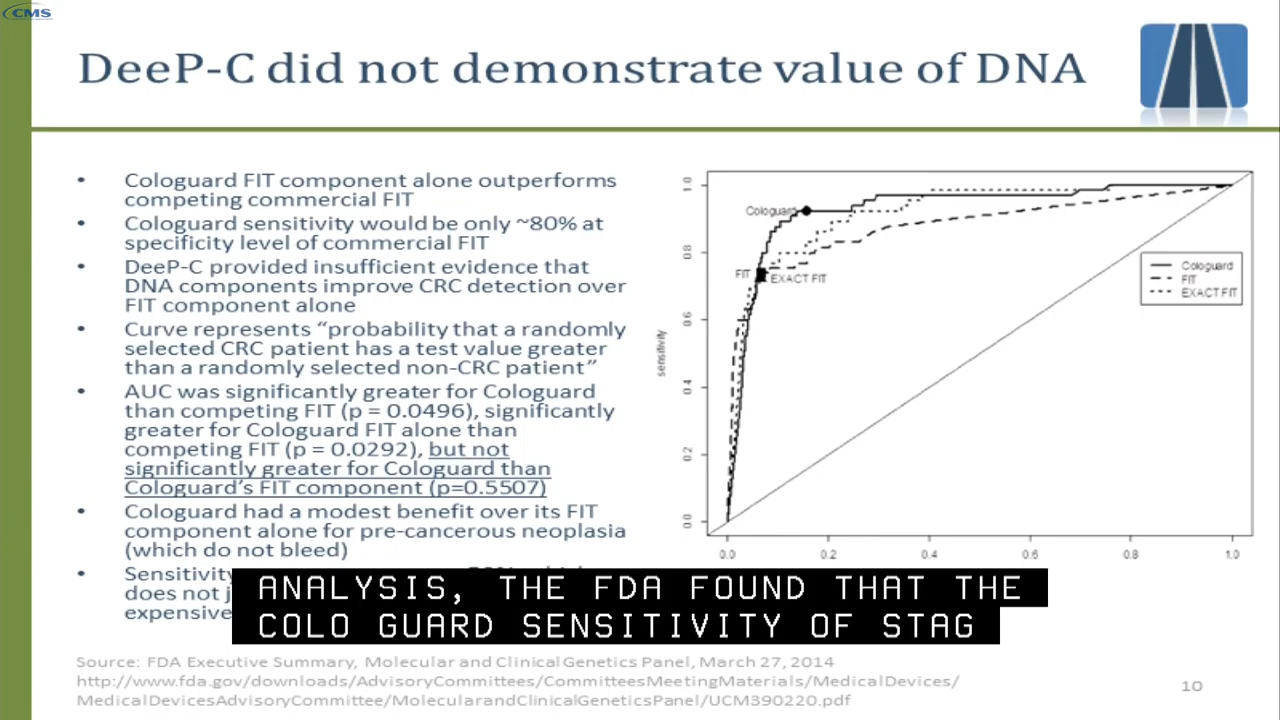 CMS
DeeP-C did not demonstrate value of DNA
• Cologuard FIT component alone outperforms
competing commercial FIT
• Cologuard sensitivity would be only ~80% at
specificity level of commercial FIT
• DeeP-C provided insufficient evidence that
DNA components improve CRC detection over
FIT component alone
• Curve represents “probability that a randomly
selected CRC patient has a test value greater
than a randomly selected non-CRC patient”
• AUC was significantly greater for Cologuard
than competing FIT (p = 0.0496), significantly
greater for Cologuard FIT alone than
competing FIT (p = 0.0292), but not
significantly greater for Cologuard than
Cologuard’s FIT component (p=0.5507)
• Cologuard had a modest benefit over its FIT
component alone for pre-cancerous neoplasia
(which do not bleed)
• Sensitivity
does not
expensive
sensitivity
1.0
0.8
0.6
0.4
0.2
0.0
Cologuard
FIT
EXACT FIT
Cologuard
FIT
EXACT FIT
0.0 0.2 0.4 0.6 0.8 1.0
ANALYSIS, THE FDA FOUND THAT THE
COLO GUARD SENSITIVITY OF STAG
Source: FDA Executive Summary, Molecular and Clinical Genetics Panel, March 27, 2014
http://www.fda.gov/downloads/AdvisoryCommittees/CommitteesMeetingMaterials/MedicalDevices/
MedicalDevicesAdvisoryCommittee/MolecularandClinicalGeneticsPanel/UCM390220.pdf
10